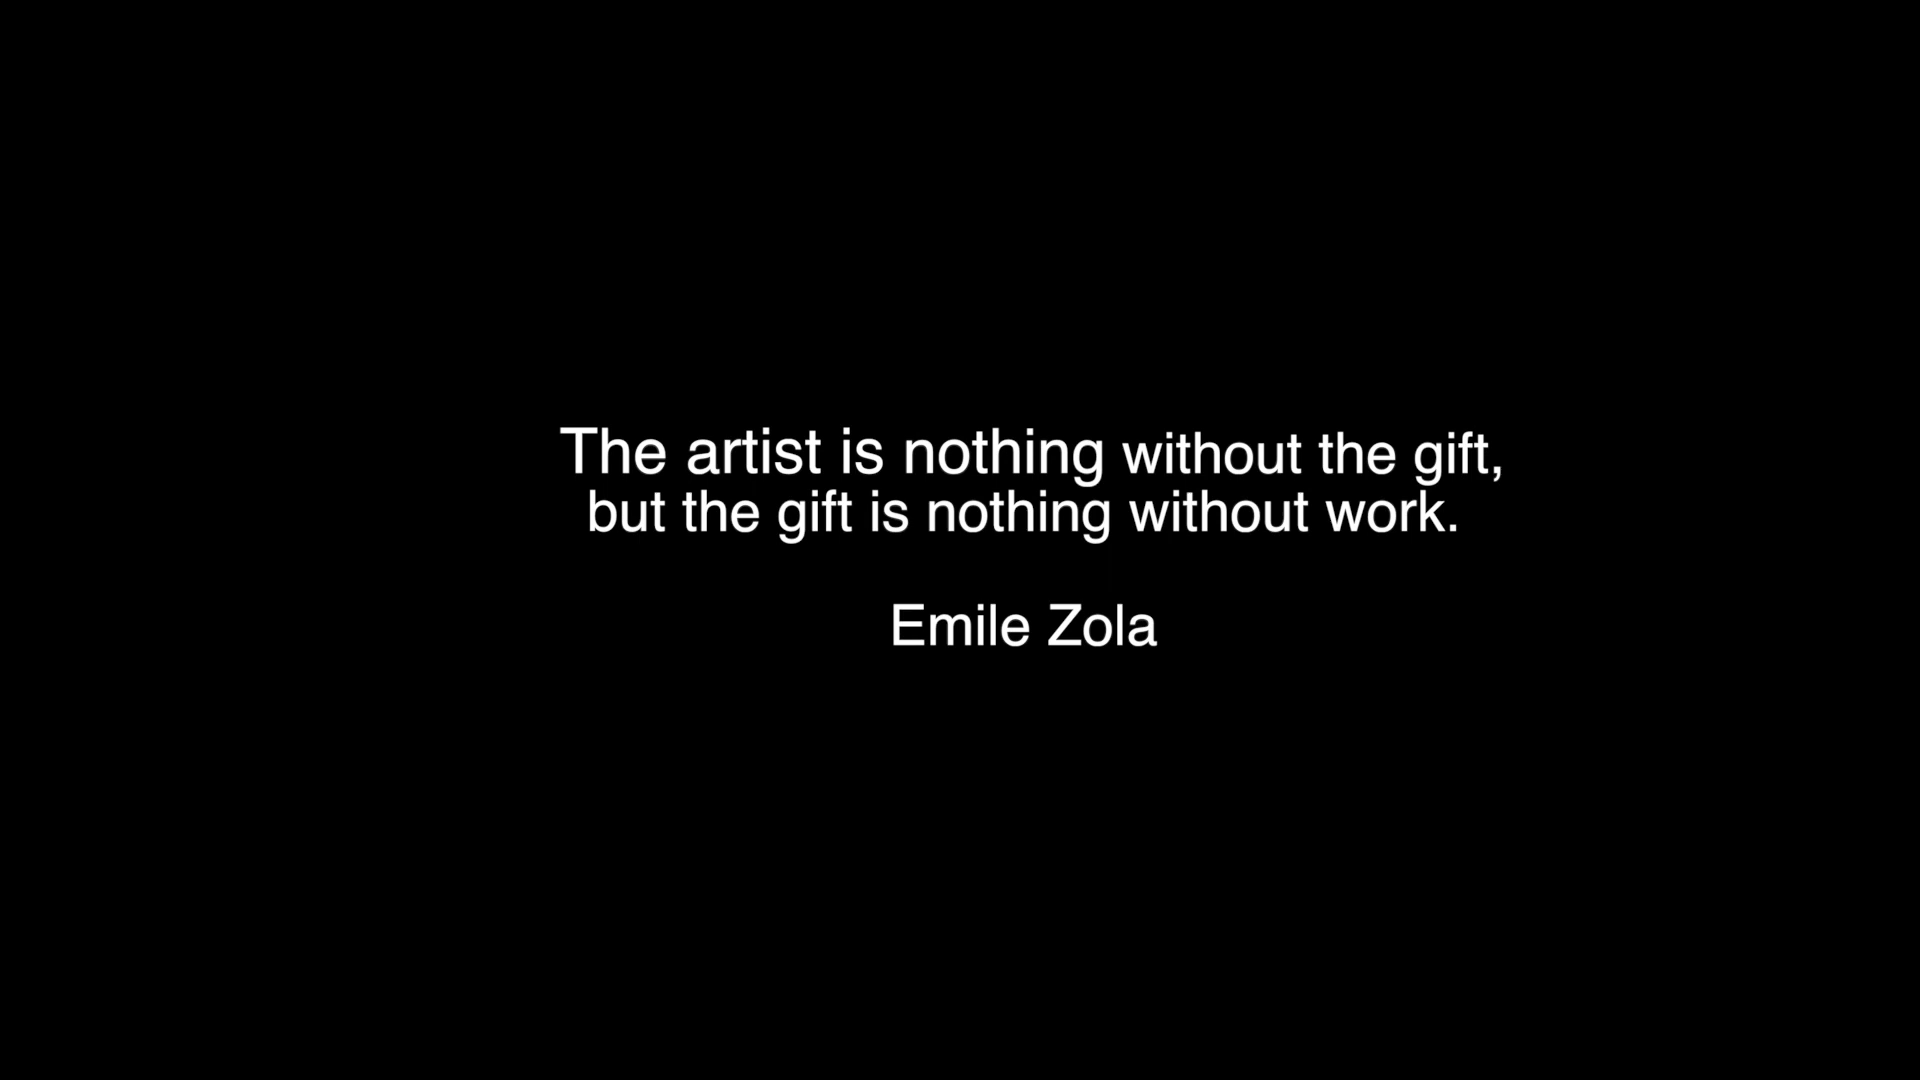 The artist is nothing without the gift,
but the gift is nothing without work.
Emile Zola